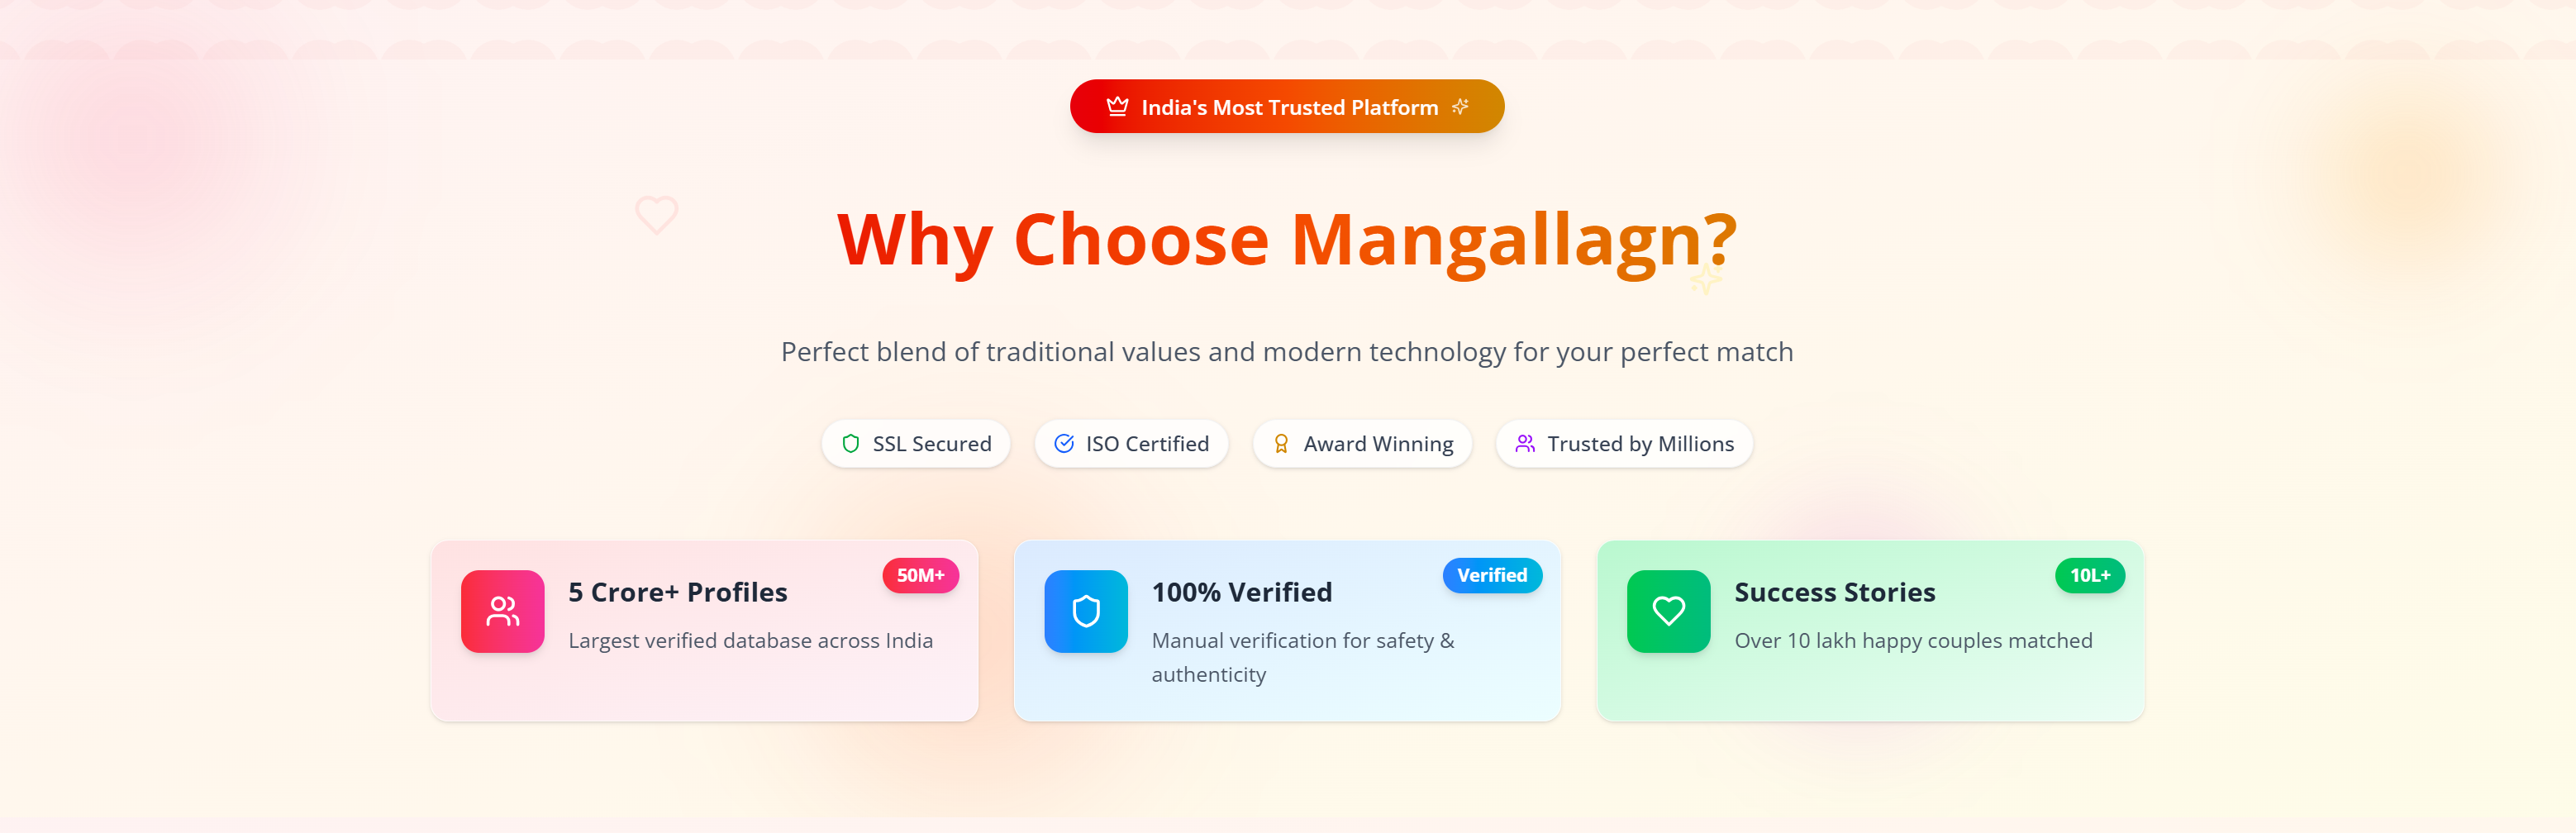 India's Most Trusted Platform
Why Choose Mangallagn?
Perfect blend of traditional values and modern technology for your perfect match
SSL Secured
ISO Certified
Award Winning
Trusted by Millions
5 Crore+ Profiles
50M+
Largest verified database across India
100% Verified
Verified
Manual verification for safety &
authenticity
Success Stories
10L+
Over 10 lakh happy couples matched